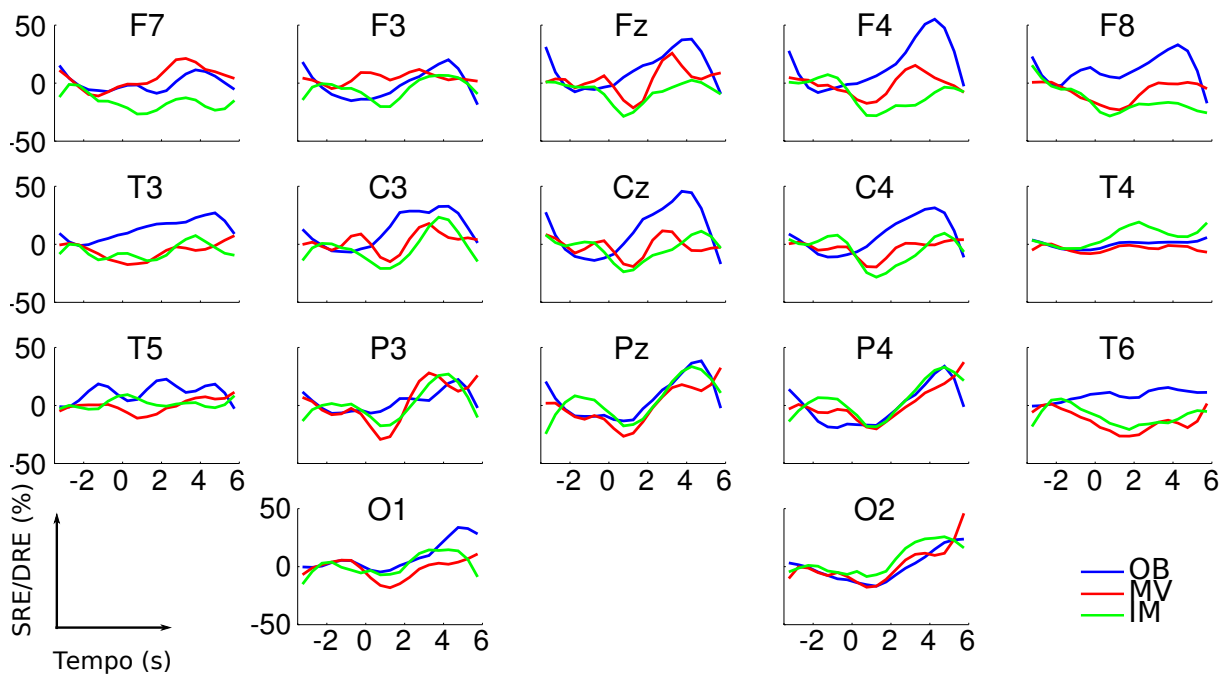 F7 F3 Fz F4 F8
50
0
-50
T3 C3 Cz C4 T4
50
0
-50
T5 P3 Pz P4 T6
50
0
-50
-2 0 2 4 6 -2 0 2 4 6 -2 0 2 4 6
O1 O2
50
0
-50
-2 0 2 4 6 -2 0 2 4 6
SRE/DRE (%)
Tempo (s)
OB
MV
IM